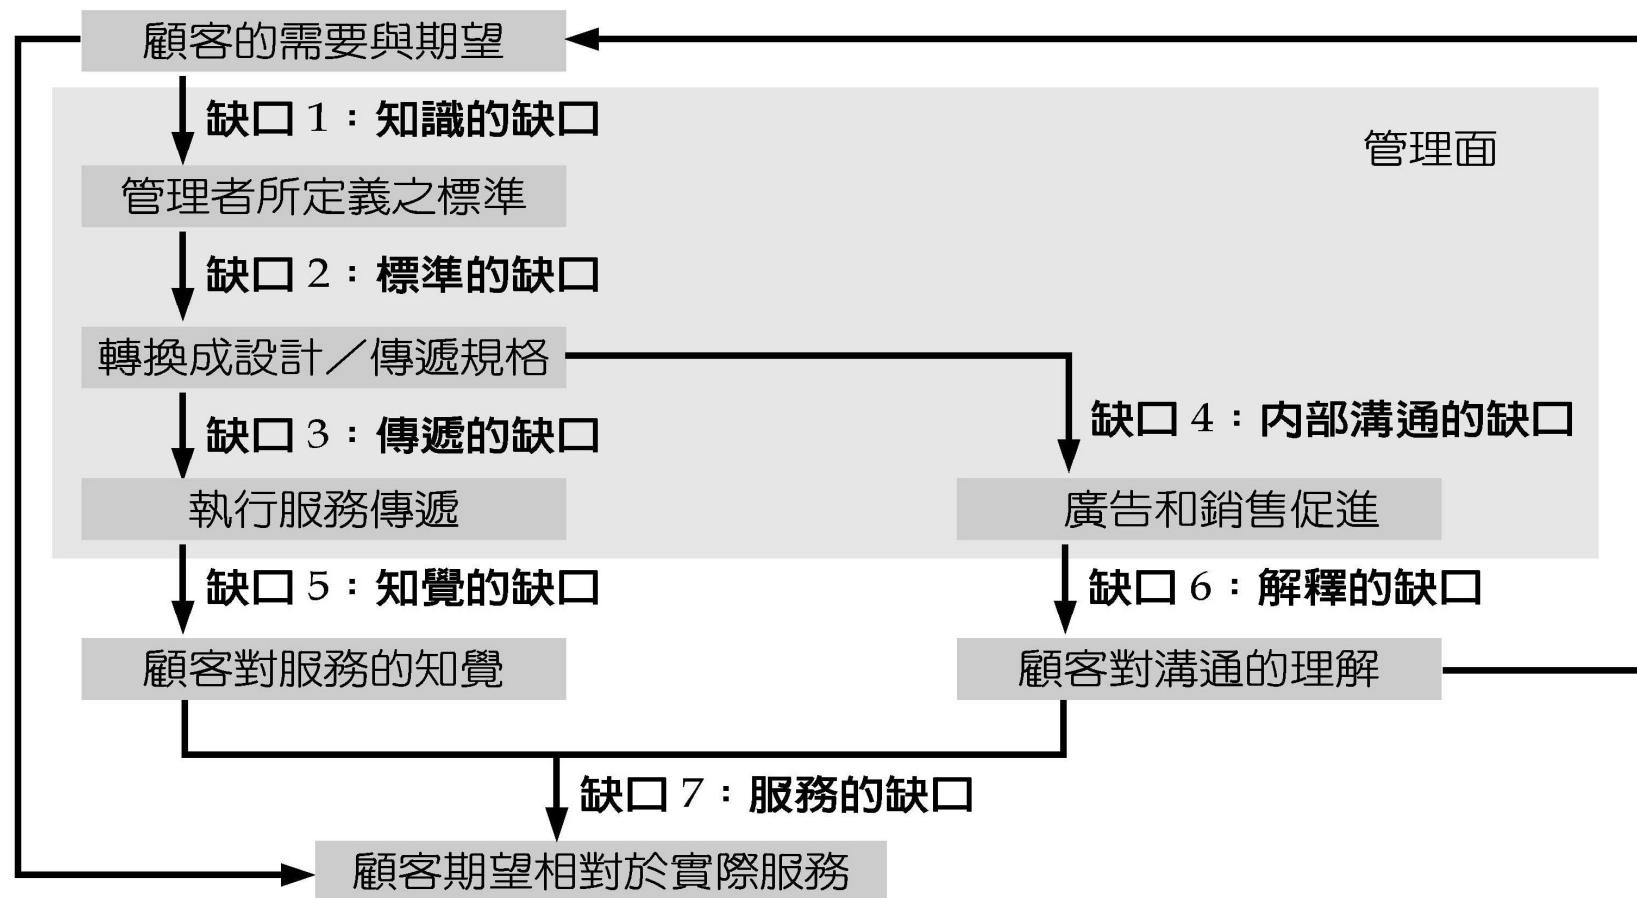 顧客的需要與期望
缺口 1：知識的缺口
管理面
管理者所定義之標準
缺口 2：標準的缺口
轉換成設計／傳遞規格
缺口 3：傳遞的缺口
缺口 4：內部溝通的缺口
執行服務傳遞
廣告和銷售促進
缺口 5：知覺的缺口
缺口 6：解釋的缺口
顧客對服務的知覺
顧客對溝通的理解
缺口 7：服務的缺口
顧客期望相對於實際服務